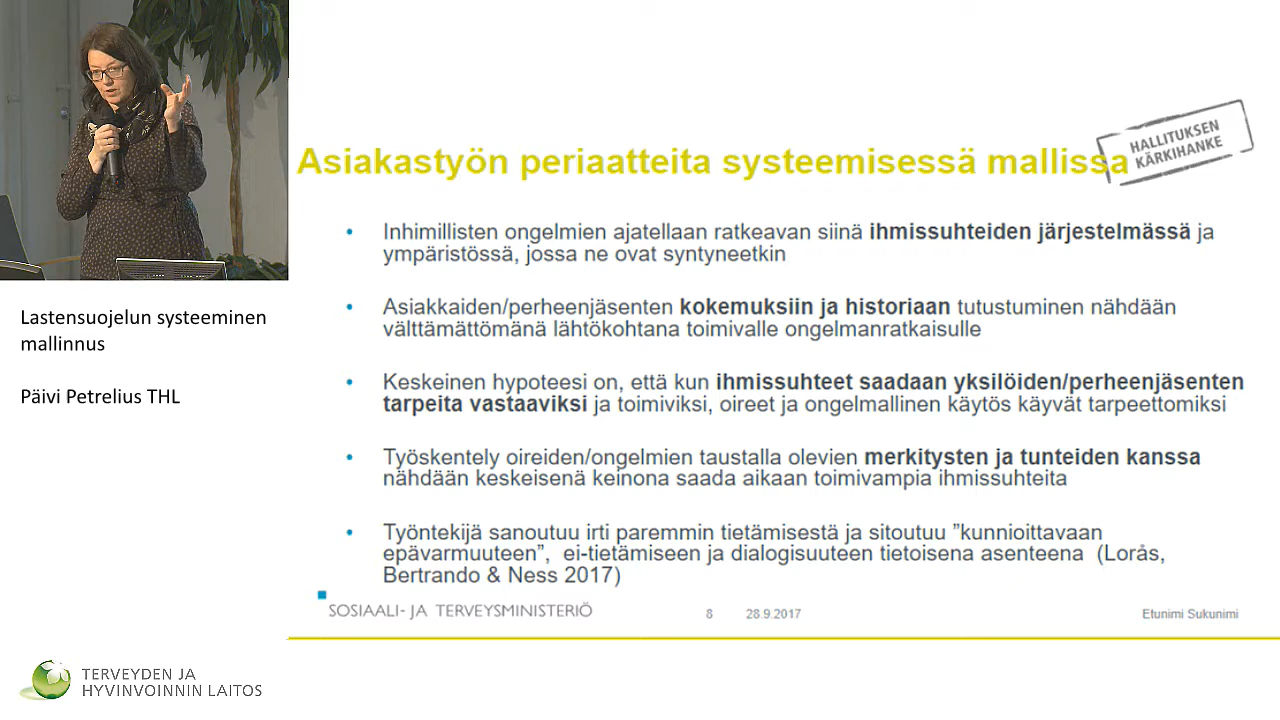 Asiakastyön periaatteita systeemisessä mallissa
HALLITUKSEN
KÄRKIHANKE
• Inhimillisten ongelmien ajatellaan ratkeavan siinä ihmissuhteiden järjestelmässä ja
ympäristössä, jossa ne ovat syntyneetkin
• Asiakkaiden/perheenjäsenten kokemuksiin ja historiaan tutustuminen nähdään
välttämättömänä lähtökohtana toimivalle ongelmanratkaisulle
• Keskeinen hypoteesi on, että kun ihmissuhteet saadaan yksilöiden/perheenjäsenten
tarpeita vastaaviksi ja toimiviksi, oireet ja ongelmallinen käytös käyvät tarpeettomiksi
• Työskentely oireiden/ongelmien taustalla olevien merkitysten ja tunteiden kanssa
nähdään keskeisenä keinona saada aikaan toimivampia ihmissuhteita
• Työntekijä sanoutuu irti paremmin tietämisestä ja sitoutuu ”kunnioittavaan
epävarmuuteen”, ei-tietämiseen ja dialogisuuteen tietoisena asenteena (Lorås,
Bertrando & Ness 2017)
SOSIAALI- JA TERVEYSMINISTERIÖ
8
28.9.2017
Etunimi Sukunimi
Lastensuojelun systeeminen
mallinnus
Päivi Petrelius THL
TERVEYDEN JA
HYVINVOINNIN LAITOS